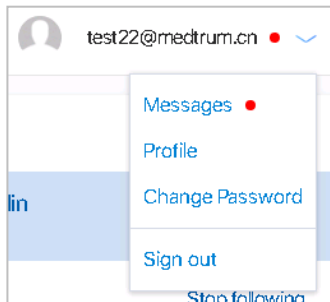 test22@medtrum.cn
Messages
Profile
Change Password
lin
Sign out
Stop following